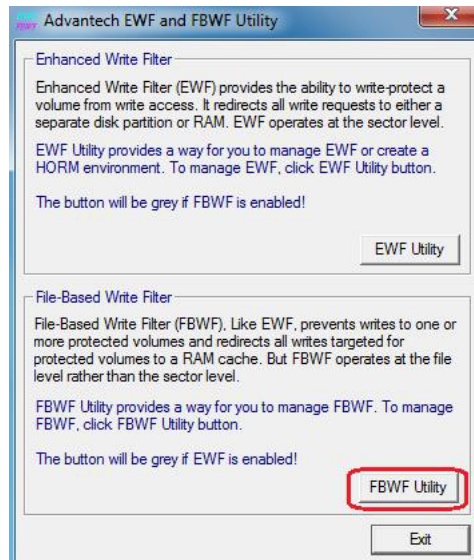 Advantech EWF and FBWF Utility
Enhanced Write Filter
Enhanced Write Filter (EWF) provides the ability to write-protect a
volume from write access. It redirects all write requests to either a
separate disk partition or RAM. EWF operates at the sector level.
EWF Utility provides a way for you to manage EWF or create a
HORM environment. To manage EWF, click EWF Utility button.
The button will be grey if FBWF is enabled!
EWF Utility
File-Based Write Filter
File-Based Write Filter (FBWF), Like EWF, prevents writes to one or
more protected volumes and redirects all writes targeted for
protected volumes to a RAM cache. But FBWF operates at the file
level rather than the sector level.
FBWF Utility provides a way for you to manage FBWF. To manage
FBWF, click FBWF Utility button.
The button will be grey if EWF is enabled!
FBWF Utility
Exit